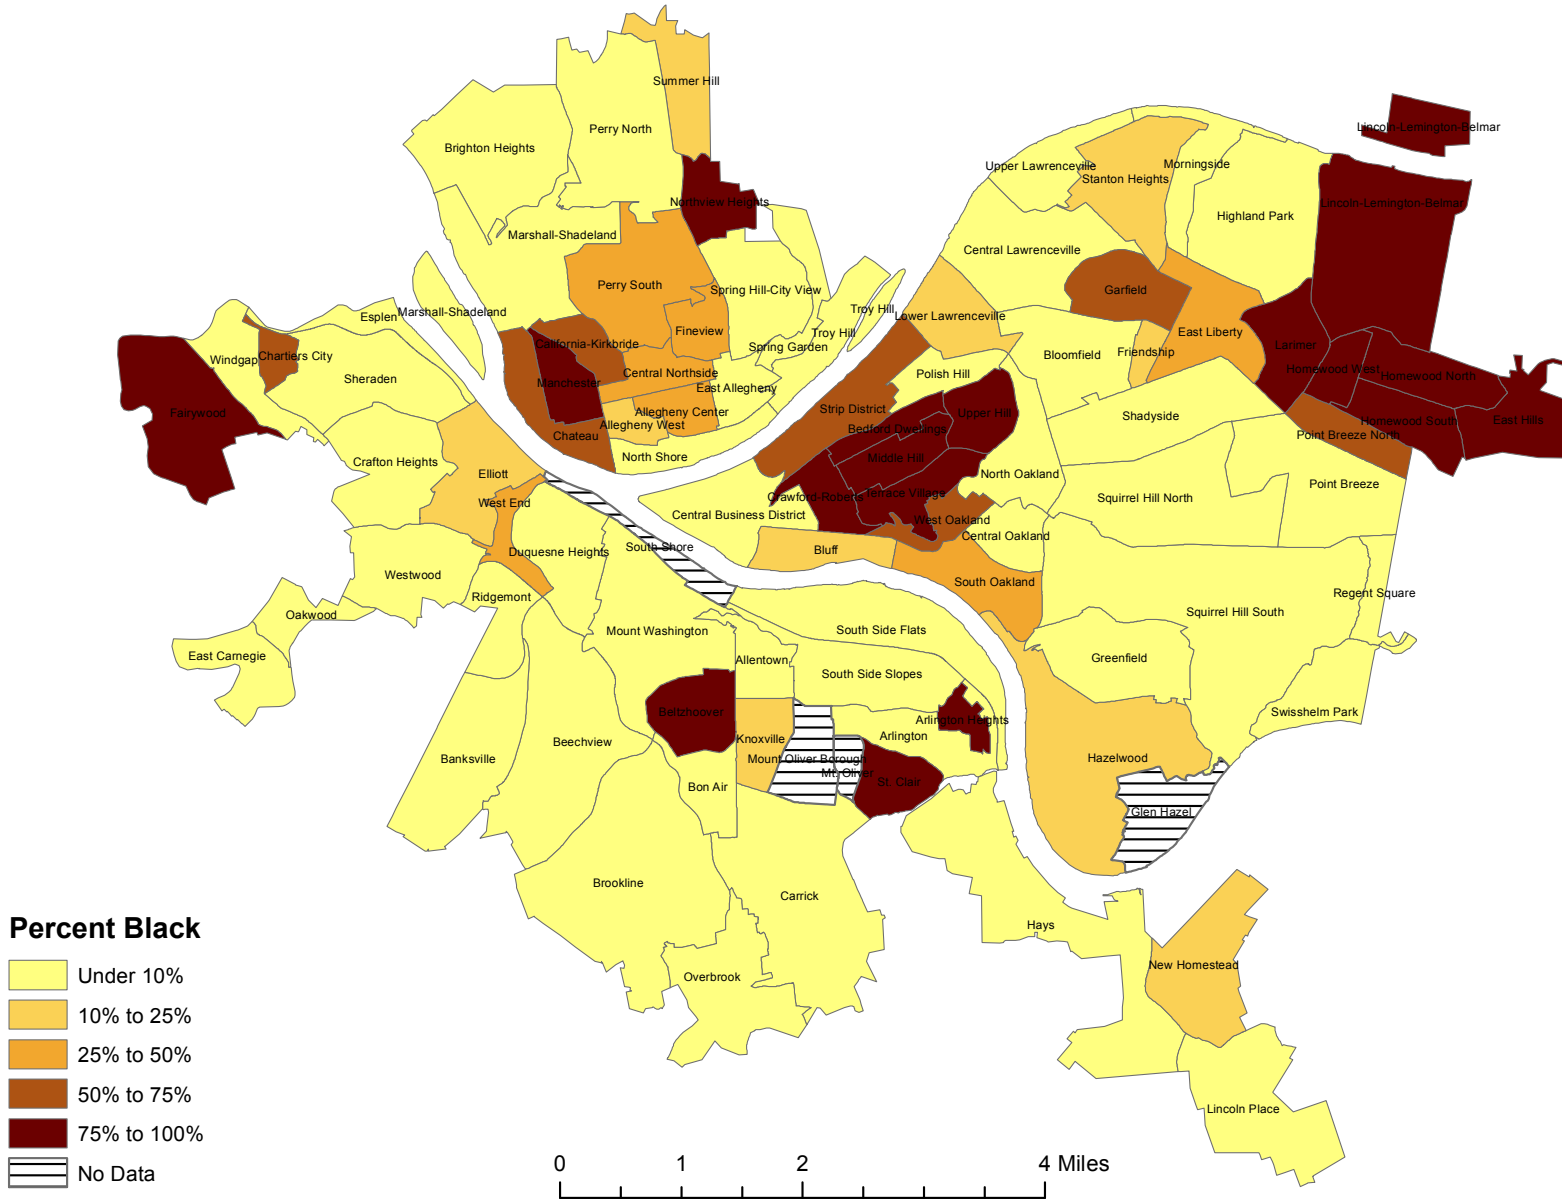 Summer Hill
Perry North
Brighton Heights
Lincoln-Lemington-Belmar
Upper Lawrenceville
Morningside
Stanton Heights
Northview Heights
Lincoln-Lemington-Belmar
Highland Park
Marshall-Shadeland
Central Lawrenceville
Perry South
Spring Hill-City View
Garfield
Marshall-Shadeland
Esplen
Troy Hill
Lower Lawrenceville
Fineview
Troy Hill
East Liberty
California-Kirkbride
Spring Garden
Larimer
Windgap
Chartiers City
Bloomfield
Friendship
Sheraden
Central Northside
Polish Hill
Homewood West
Homewood North
Manchester
East Allegheny
Fairywood
Allegheny Center
Strip District
Upper Hill
Shadyside
Allegheny West
Bedford Dwellings
Homewood South
East Hills
Chateau
Point Breeze North
North Shore
Middle Hill
Crafton Heights
Elliott
North Oakland
Point Breeze
Crawford-Roberts
Terrace Village
Squirrel Hill North
West End
Central Business District
West Oakland
Central Oakland
South Shore
Duquesne Heights
Bluff
Westwood
South Oakland
Ridgemont
Regent Square
Oakwood
Squirrel Hill South
Mount Washington
South Side Flats
East Carnegie
Allentown
Greenfield
South Side Slopes
Beltzhoover
Arlington Heights
Swisshelm Park
Knoxville
Arlington
Beechview
Banksville
Mount Oliver Borough
Hazelwood
Mt. Oliver
St. Clair
Bon Air
Glen Hazel
Brookline
Carrick
Hays
New Homestead
Overbrook
Lincoln Place
Percent Black
Under 10%
10% to 25%
25% to 50%
50% to 75%
75% to 100%
No Data
0 1 2 4 Miles